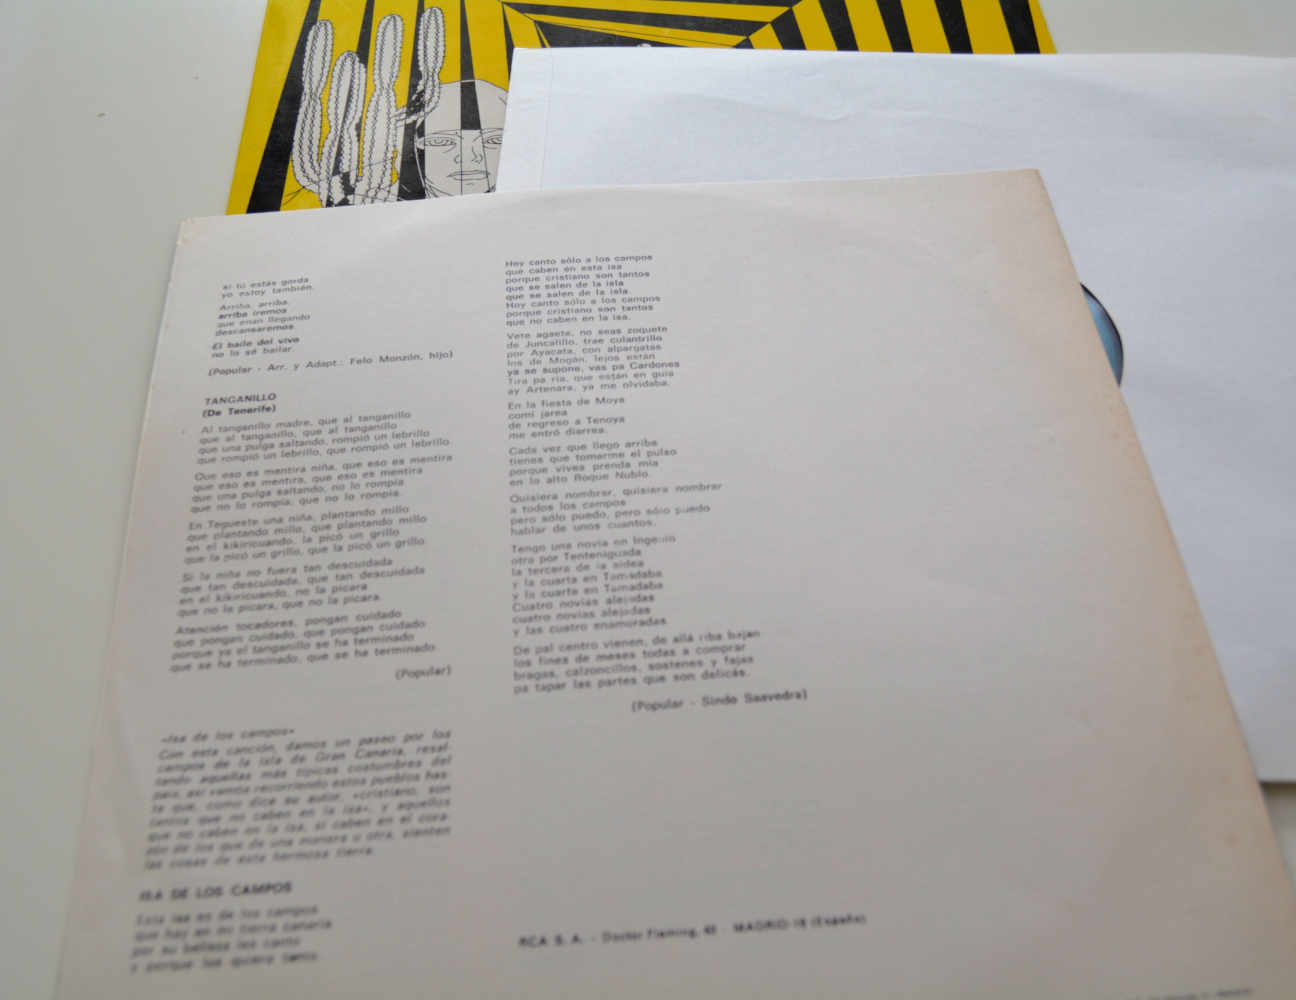 si tú estás gorda
yo estoy también.
Arriba, arriba,
arriba iremos
que enan llegando
descansaremos.
El baile del vivo
no lo sé bailar.
(Popular - Arr. y Adapt.: Felo Monzón, hijo)
TANGANILLO
(De Tenerife)
Al tanganillo madre, que al tanganillo
que al tanganillo, que al tanganillo
que una pulga saltando, rompió un lebrillo
que rompió un lebrillo, que rompió un lebrillo.
Que eso es mentira niña, que eso es mentira
que eso es mentira, que eso es mentira
que una pulga saltando, no lo rompía
que no lo rompía, que no lo rompía.
En Tegueste una niña, plantando millo
que plantando millo, que plantando millo
en el kikiricuando, la picó un grillo
que la picó un grillo, que la picó un grillo.
Si la niña no fuera tan descuidada
que tan descuidada, que tan descuidada
en el kikiricuando, no la picara
que no la picara, que no la picara.
Atención tocadores, pongan cuidado
que pongan cuidado, que pongan cuidado
porque ya el tanganillo se ha terminado
que se ha terminado, que se ha terminado.
(Popular)
«Isa de los campos»
Con esta canción, damos un paseo por los
campos de la isla de Gran Canaria, resal-
tando aquellas más típicas costumbres del
país, así vamos recorriendo estos pueblos has-
ta que, como dice su autor, «cristiano, son
tantos que no caben en la isa», y aquellos
que no caben en la isa, sí caben en el cora-
zón de los que de una manera u otra, sienten
las cosas de esta hermosa tierra.
ISA DE LOS CAMPOS
Esta isa es de los campos
que hay en mi tierra canaria
por su belleza les canto
y porque los quiero tanto.
Hoy canto sólo a los campos
que caben en esta isa
porque cristiano son tantos
que se salen de la isla
que se salen de la isla.
Hoy canto sólo a los campos
porque cristiano son tantos
que no caben en la isa.
Vete agaete, no seas zoquete
de Juncalillo, trae culantrillo
por Ayacata, con alpargatas
los de Mogán, lejos están
ya se supone, vas pa Cardones
Tira pa ria, que están en guía
ay Artenara, ya me olvidaba.
En la fiesta de Moya
comí jarea
de regreso a Tenoya
me entró diarrea.
Cada vez que llego arriba
tienes que tomarme el pulso
porque vives prenda mía
en lo alto Roque Nublo.
Quisiera nombrar, quisiera nombrar
a todos los campos
pero sólo puedo, pero sólo puedo
hablar de unos cuantos.
Tengo una novia en Ingenio
otra por Tenteniguada
la tercera de la aldea
y la cuarta en Tamadaba
y la cuarta en Tamadaba
Cuatro novias alejadas
cuatro novias alejadas
y las cuatro enamoradas.
De pal centro vienen, de allá riba bajan
los fines de meses todas a comprar
bragas, calzoncillos, sostenes y fajas
pa tapar las partes que son delicás.
(Popular - Sindo Saavedra)
RCA S. A. - Doctor Fleming, 43 - MADRID-16 (España)